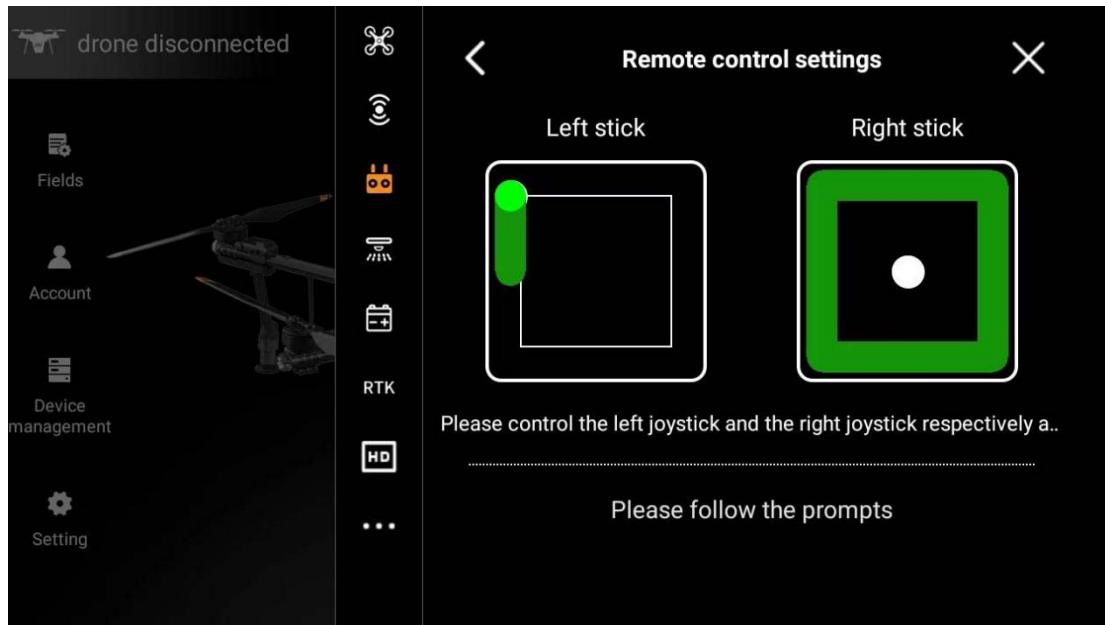 drone disconnected
Fields
Account
Device
management
Setting
RTK
HD
Remote control settings
Left stick
Right stick
Please control the left joystick and the right joystick respectively a..
Please follow the prompts